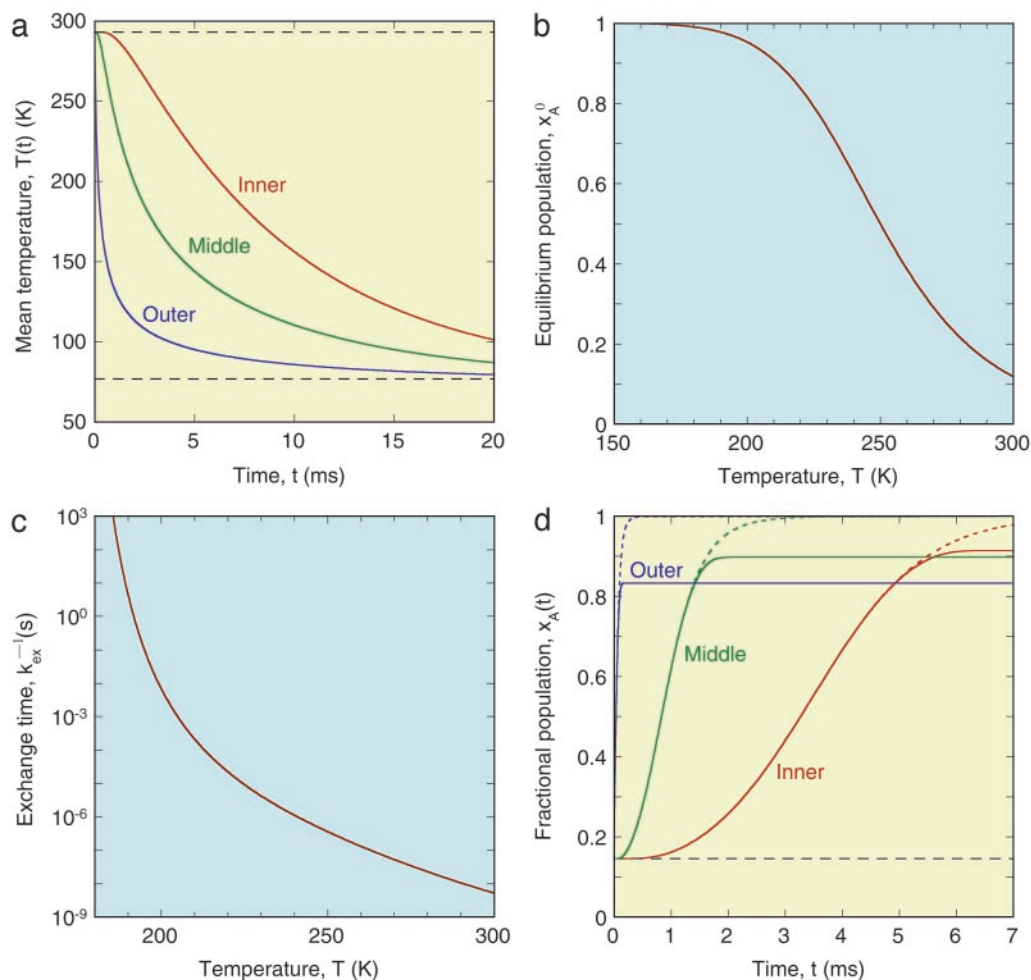 a
300
250
200
150
100
50
0
5
10
15
20
Mean temperature, T(t) (K)
Time, t (ms)
Inner
Middle
Outer
b
1
0.8
0.6
0.4
0.2
0
150
200
250
300
Equilibrium population, x_A^0
Temperature, T (K)
c
10^3
10^0
10^-3
10^-6
10^-9
200
250
300
Exchange time, k_ex^-1(s)
Temperature, T (K)
d
1
0.8
0.6
0.4
0.2
0
0
1
2
3
4
5
6
7
Fractional population, x_A(t)
Time, t (ms)
Outer
Middle
Inner